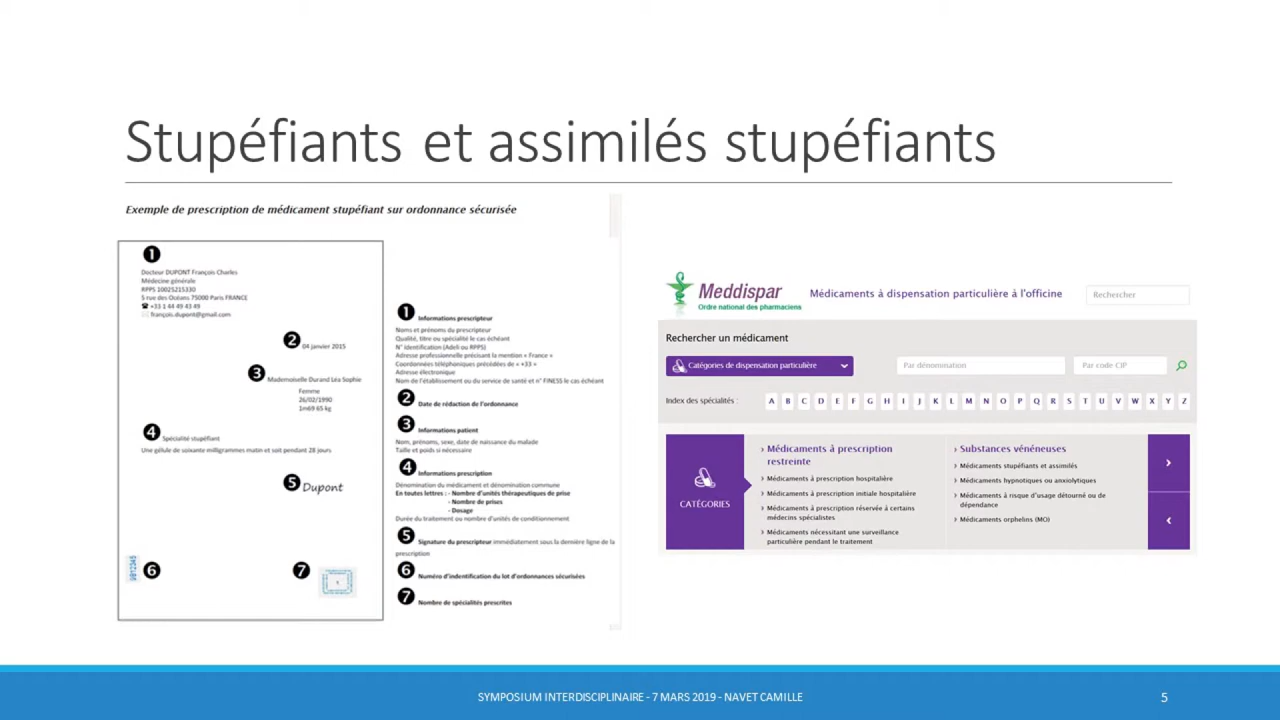 Stupéfiants et assimilés stupéfiants
Exemple de prescription de médicament stupéfiant sur ordonnance sécurisée
1
Docteur DUPONT François Charles
Médecine générale
RPPS 10025215330
5 rue des Océans 75000 Paris FRANCE
+33 1 44 49 43 49
françois.dupont@gmail.com
2 04 janvier 2015
3 Mademoiselle Durand Léa Sophie
Femme
26/02/1990
1m69 65 kg
4 Spécialité stupéfiant
Une gélule de soixante milligrammes matin et soit pendant 28 jours
5 Dupont
6
7
1 Informations prescripteur
Noms et prénoms du prescripteur
Qualité, titre ou spécialité le cas échéant
N° identification (Adeli ou RPPS)
Adresse professionnelle précisant la mention « France »
Coordonnées téléphoniques précédées de « +33 »
Adresse électronique
Nom de l'établissement ou du service de santé et n° FINESS le cas échéant
2 Date de rédaction de l'ordonnance
3 Informations patient
Nom, prénoms, sexe, date de naissance du malade
Taille et poids si nécessaire
4 Informations prescription
Dénomination du médicament et dénomination commune
En toutes lettres : - Nombre d'unités thérapeutiques de prise
- Nombre de prises
- Dosage
Durée du traitement ou nombre d'unités de conditionnement
5 Signature du prescripteur immédiatement sous la dernière ligne de la
prescription
6 Numéro d'indentification du lot d'ordonnances sécurisées
7 Nombre de spécialités prescrites
Meddispar
Ordre national des pharmaciens
Médicaments à dispensation particulière à l'officine
Rechercher
Rechercher un médicament
Catégories de dispensation particulière
Par dénomination
Par code CIP
Index des spécialités :
A B C D E F G H I J K L M N O P Q R S T U V W X Y Z
CATÉGORIES
› Médicaments à prescription
restreinte
› Médicaments à prescription hospitalière
› Médicaments à prescription initiale hospitalière
› Médicaments à prescription réservée à certains
médecins spécialistes
› Médicaments nécessitant une surveillance
particulière pendant le traitement
› Substances vénéneuses
› Médicaments stupéfiants et assimilés
› Médicaments hypnotiques ou anxiolytiques
› Médicaments à risque d'usage détourné ou de
dépendance
› Médicaments orphelins (MO)
SYMPOSIUM INTERDISCIPLINAIRE - 7 MARS 2019 - NAVET CAMILLE
5